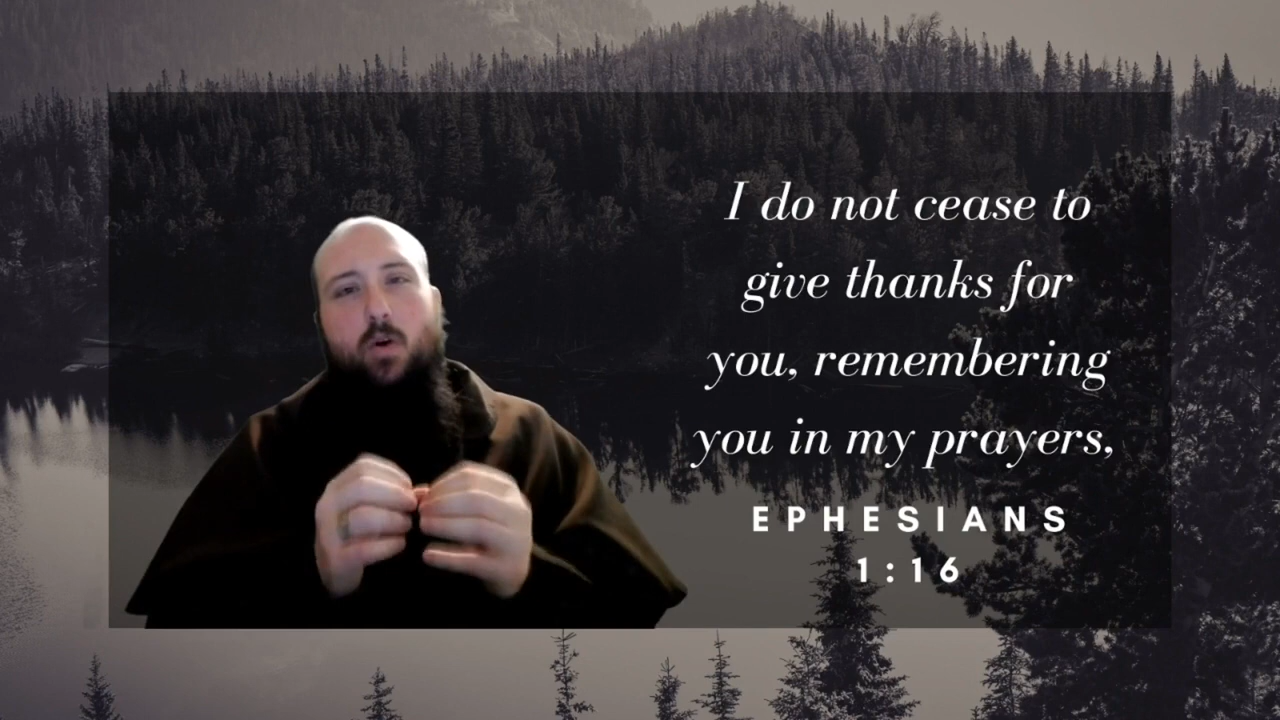 I do not cease to
give thanks for
you, remembering
you in my prayers,
EPHESIANS
1:16